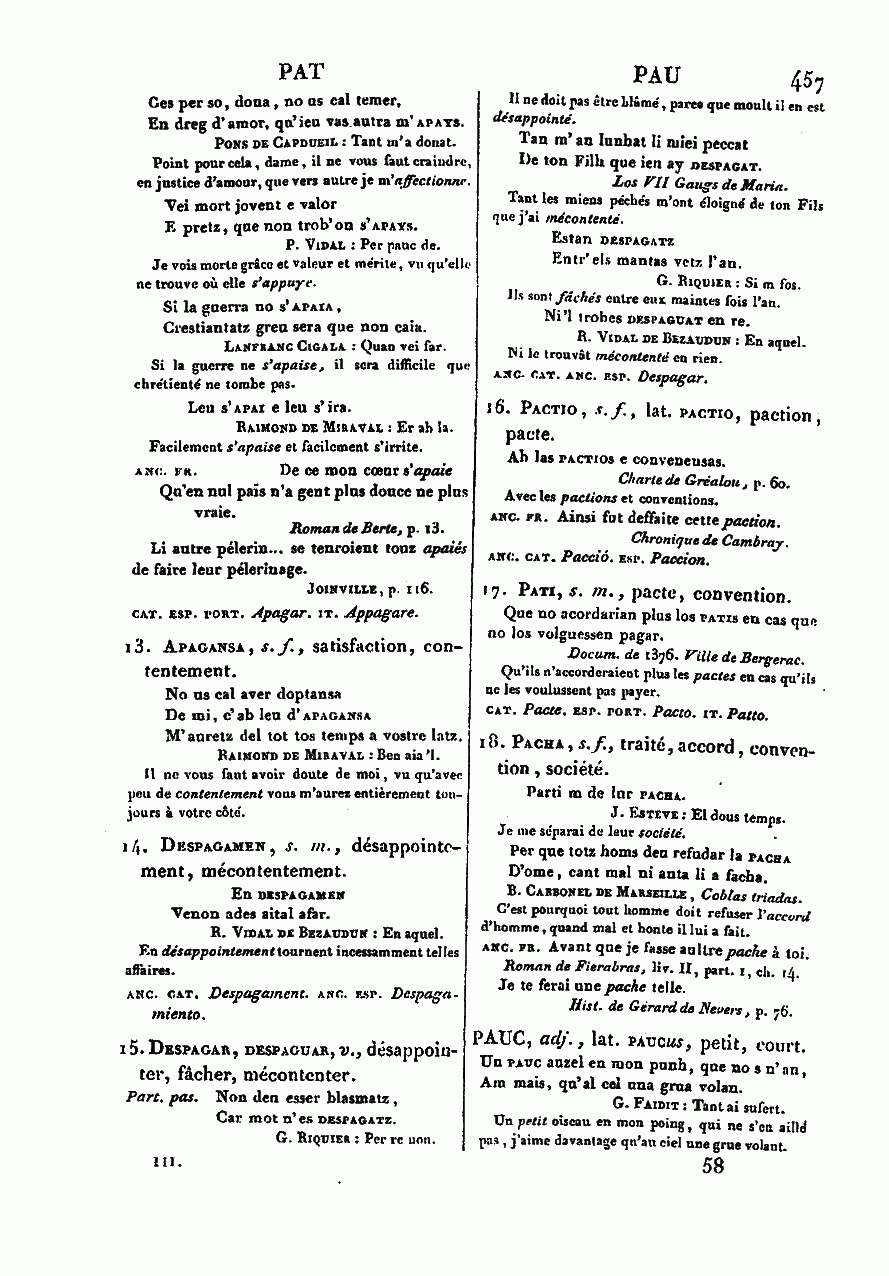 PAT
PAU
457
Ges per so, dona, no us cal temer,
En dreg d'amor, qu'ieu vas autra m'APAYS.
PONS DE CAPDUEIL : Tant m'a donat.
Point pour cela, dame, il ne vous faut craindre,
en justice d'amour, que vers autre je m'affectionne.
Vei mort jovent e valor
E pretz, que non trob'on s'APAYS.
P. VIDAL : Per pauc de.
Je vois morte grâce et valeur et mérite, vu qu'elle
ne trouve où elle s'appuye.
Si la guerra no s'APAIA,
Crestiantatz greu sera que non caia.
LANFRANC CIGALA : Quan vei far.
Si la guerre ne s'apaise, il sera difficile que
chrétienté ne tombe pas.
Leu s'APAI e leu s'ira.
RAIMOND DE MIRAVAL : Er ab la.
Facilement s'apaise et facilement s'irrite.
ANC. FR. De ce mon cœur s'apaie
Qu'en nul païs n'a gent plus douce ne plus
vraie.
Roman de Berte, p. 13.
Li autre pélerin... se tenroient touz apaiés
de faire leur pélerinage.
JOINVILLE, p. 116.
CAT. ESP. PORT. Apagar. IT. Appagare.
13. APAGANSA, s. f., satisfaction, con-
tentement.
No us cal aver doptansa
De mi, c'ab leu d'APAGANSA
M'auretz del tot tos temps a vostre latz.
RAIMOND DE MIRAVAL : Ben aia'l.
Il ne vous faut avoir doute de moi, vu qu'avec
peu de contentement vous m'aurez entièrement tou-
jours à votre côté.
14. DESPAGAMEN, s. m., désappointe-
ment, mécontentement.
En DESPAGAMEN
Venon ades aital afar.
R. VIDAL DE BEZAUDUN : En aquel.
En désappointement tournent incessamment telles
affaires.
ANC. CAT. Despagament. ANC. ESP. Despaga-
miento.
15. DESPAGAR, DESPAGUAR, v., désappoin-
ter, fâcher, mécontenter.
Part. pas. Non den esser blasmatz,
Car mot n'es DESPAGATZ.
G. RIQUIER : Per re non.
III.
Il ne doit pas être blâmé, parce que moult il en est
désappointé.
Tan m'an lunhat li miei peccat
De ton Filh que ien ay DESPAGAT.
Los VII Gaugs de Maria.
Tant les miens péchés m'ont éloigné de ton Fils
que j'ai mécontenté.
Estan DESPAGATZ
Entr'els mantas vetz l'an.
G. RIQUIER : Si m fos.
Ils sont fâchés entre eux maintes fois l'an.
Ni'l trobes DESPAGUAT en re.
R. VIDAL DE BEZAUDUN : En aquel.
Ni le trouvât mécontenté en rien.
ANC. CAT. ANC. ESP. Despagar.
16. PACTIO, s. f., lat. PACTIO, paction,
pacte.
Ab las PACTIOS e conveneusas.
Charte de Gréalou, p. 60.
Avec les pactions et conventions.
ANC. FR. Ainsi fut deffaite cette paction.
Chronique de Cambray.
ANC. CAT. Pacció. ESP. Paccion.
17. PATI, s. m., pacte, convention.
Que no acordarian plus los PATIS en cas que
no los volguessen pagar.
Docum. de 1376. Ville de Bergerac.
Qu'ils n'accorderaient plus les pactes en cas qu'ils
ne les voulussent pas payer.
CAT. Pacte. ESP. PORT. Pacto. IT. Patto.
18. PACHA, s. f., traité, accord, conven-
tion, société.
Parti m de lur PACHA.
J. ESTEVE : El dous temps.
Je me séparai de leur société.
Per que totz homs deu refudar la PACHA
D'ome, cant mal ni anta li a facha.
B. CARBONEL DE MARSEILLE, Coblas triadas.
C'est pourquoi tout homme doit refuser l'accord
d'homme, quand mal et honte il lui a fait.
ANC. FR. Avant que je fasse aultre pache à toi.
Roman de Fierabras, liv. II, part. 1, ch. 14.
Je te ferai une pache telle.
Hist. de Gérard de Nevers, p. 76.
PAUC, adj., lat. PAUCUS, petit, court.
Un PAUC auzel en mon punh, que no s n'an,
Am mais, qu'al cel una grua volan.
G. FAIDIT : Tant ai sufert.
Un petit oiseau en mon poing, qui ne s'en aille
pas, j'aime davantage qu'au ciel une grue volant.
58